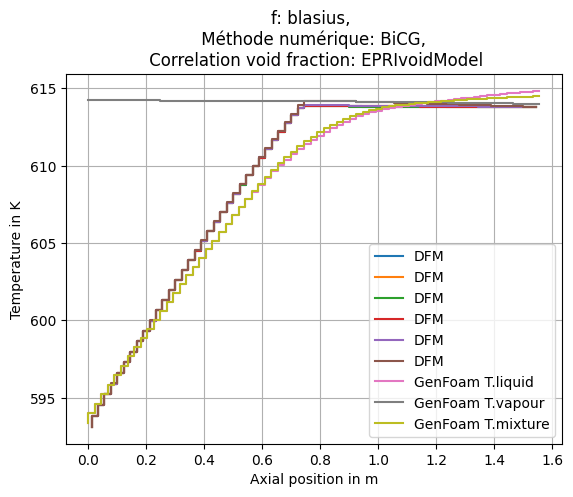 f: blasius,
Méthode numérique: BiCG,
Correlation void fraction: EPRIvoidModel
615
610
605
600
595
Temperature in K
DFM
DFM
DFM
DFM
DFM
DFM
GenFoam T.liquid
GenFoam T.vapour
GenFoam T.mixture
0.0 0.2 0.4 0.6 0.8 1.0 1.2 1.4 1.6
Axial position in m